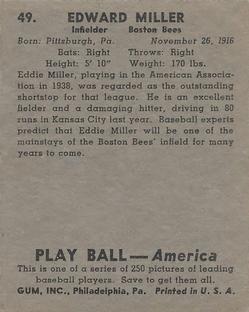 49. EDWARD MILLER
Infielder Boston Bees
Born: Pittsburgh, Pa. November 26, 1916
Bats: Right Throws: Right
Height: 5' 10" Weight: 170 lbs.
Eddie Miller, playing in the American Associa-
tion in 1938, was regarded as the outstanding
shortstop for that league. He is an excellent
fielder and a damaging hitter, driving in 80
runs in Kansas City last year. Baseball experts
predict that Eddie Miller will be one of the
mainstays of the Boston Bees' infield for many
years to come.
PLAY BALL—America
This is one of a series of 250 pictures of leading
baseball players. Save to get them all.
GUM, INC., Philadelphia, Pa. Printed in U. S. A.